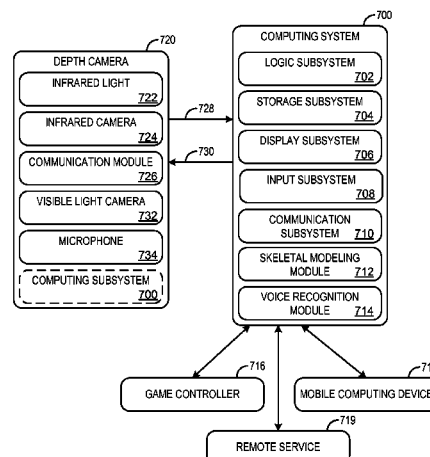 720
DEPTH CAMERA
INFRARED LIGHT
722
INFRARED CAMERA
724
COMMUNICATION MODULE
726
VISIBLE LIGHT CAMERA
732
MICROPHONE
734
COMPUTING SUBSYSTEM
700
728
730
700
COMPUTING SYSTEM
LOGIC SUBSYSTEM
702
STORAGE SUBSYSTEM
704
DISPLAY SUBSYSTEM
706
INPUT SUBSYSTEM
708
COMMUNICATION
SUBSYSTEM
710
SKELETAL MODELING
MODULE
712
VOICE RECOGNITION
MODULE
714
716
GAME CONTROLLER
719
REMOTE SERVICE
MOBILE COMPUTING DEVICE